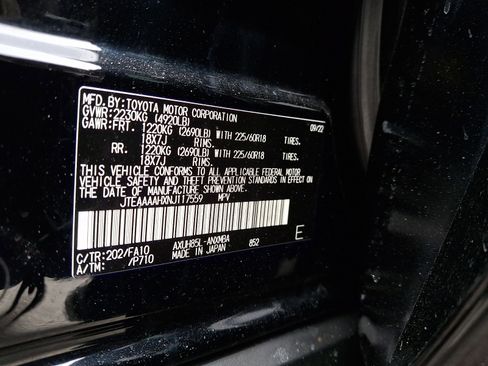 MFD.BY:TOYOTA MOTOR CORPORATION 09/22
GVWR:2230KG (4920LB)
GAWR:FRT. 1220KG (2690LB) WITH 225/60R18 TIRES.
18X7J RIMS.
RR. 1220KG (2690LB) WITH 225/60R18 TIRES.
18X7J RIMS.
THIS VEHICLE CONFORMS TO ALL APPLICABLE FEDERAL MOTOR
VEHICLE SAFETY AND THEFT PREVENTION STANDARDS IN EFFECT ON
THE DATE OF MANUFACTURE SHOWN ABOVE.
JTEAAAAHXNJ117559 MPV
C/TR:202/FA10 AXUH85L-ANXMBA 852 E
A/TM: /P710 MADE IN JAPAN